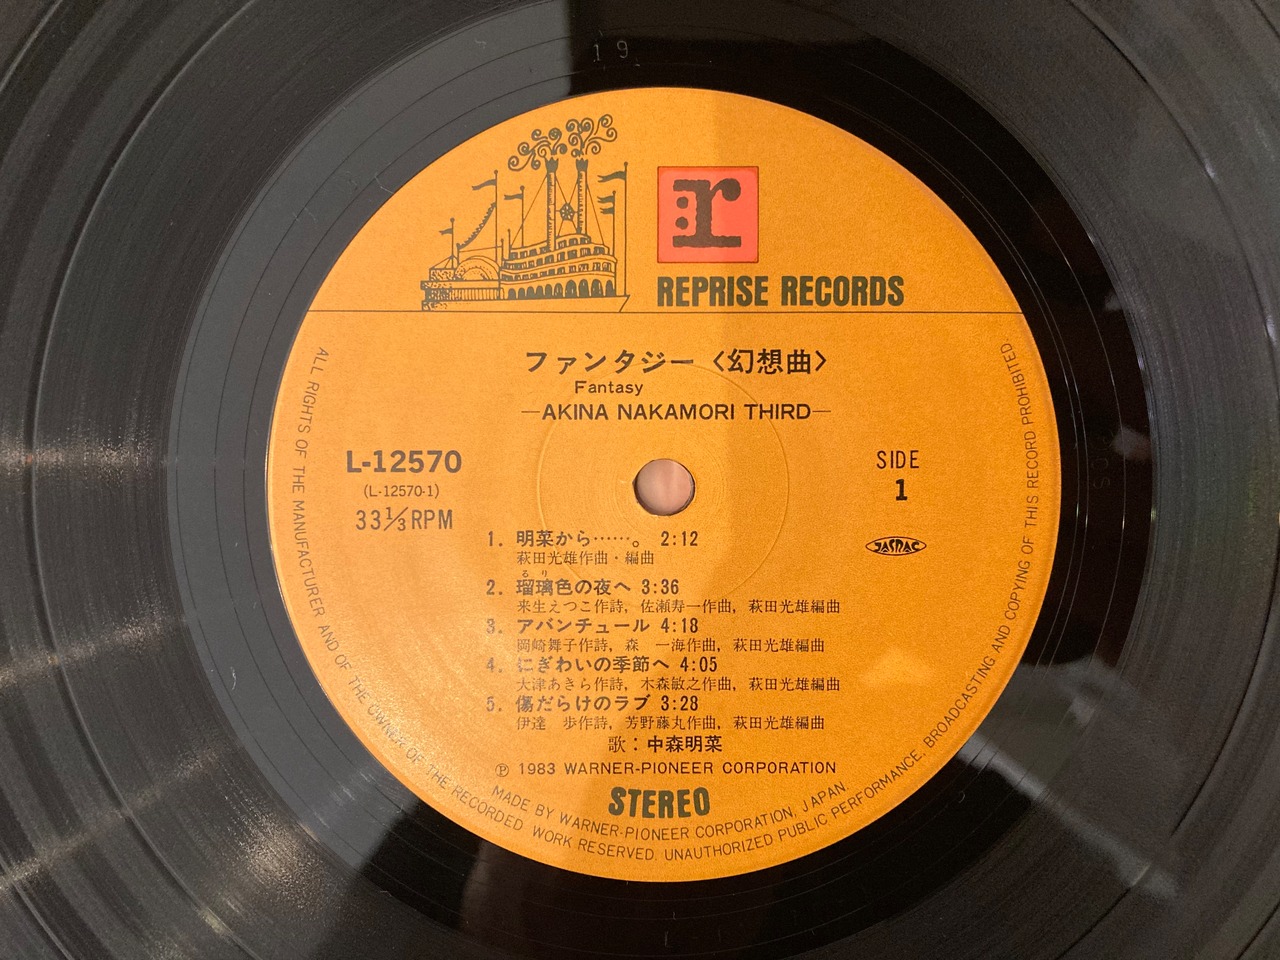 19
r
REPRISE RECORDS
ファンタジー〈幻想曲〉
Fantasy
—AKINA NAKAMORI THIRD—
L-12570
(L-12570-1)
33⅓RPM
SIDE
1
JASRAC
1. 明菜から……。 2:12
萩田光雄作曲・編曲
るり
2. 瑠璃色の夜へ 3:36
来生えつこ作詩, 佐瀬寿一作曲, 萩田光雄編曲
3. アバンチュール 4:18
岡崎舞子作詩, 森 一海作曲, 萩田光雄編曲
4. にぎわいの季節へ 4:05
大津あきら作詩, 木森敏之作曲, 萩田光雄編曲
5. 傷だらけのラブ 3:28
伊達 歩作詩, 芳野藤丸作曲, 萩田光雄編曲
歌：中森明菜
℗ 1983 WARNER-PIONEER CORPORATION
STEREO
MADE BY WARNER-PIONEER CORPORATION, JAPAN
ALL RIGHTS OF THE MANUFACTURER AND OF THE OWNER OF THE RECORDED WORK RESERVED. UNAUTHORIZED PUBLIC PERFORMANCE, BROADCASTING AND COPYING OF THIS RECORD PROHIBITED